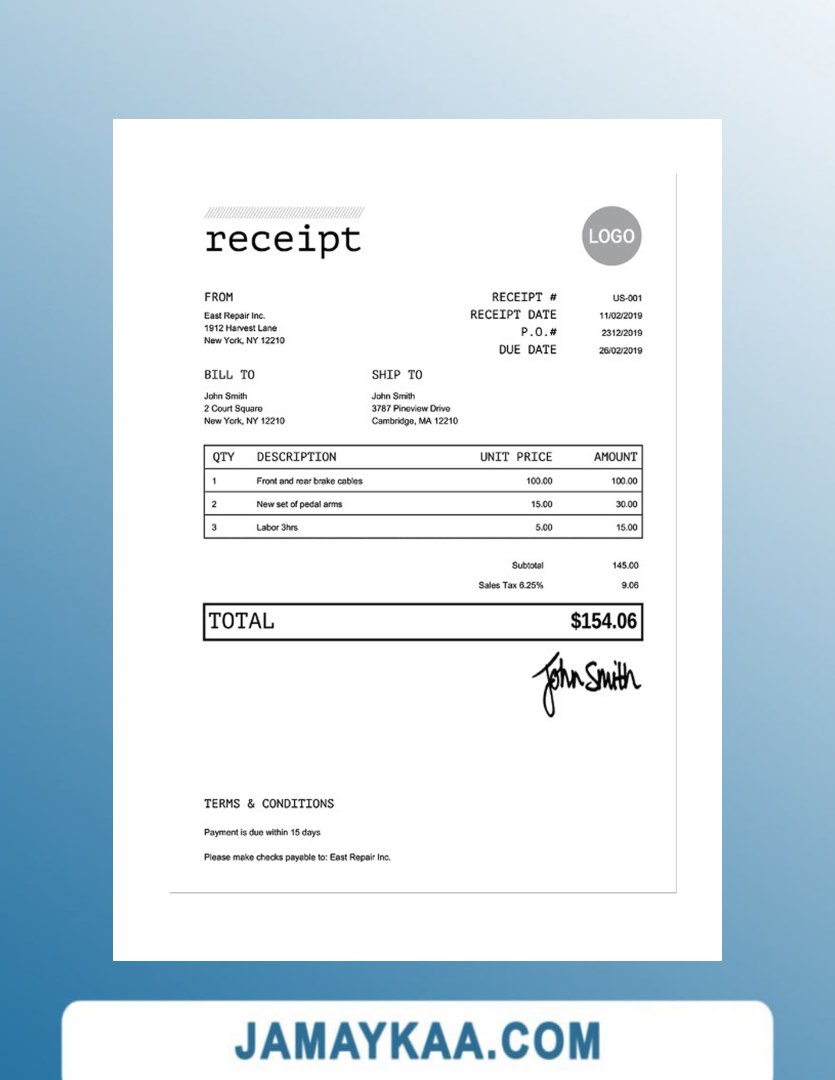 receipt
LOGO
FROM
East Repair Inc.
1912 Harvest Lane
New York, NY 12210
RECEIPT # US-001
RECEIPT DATE 11/02/2019
P.O.# 2312/2019
DUE DATE 26/02/2019
BILL TO
John Smith
2 Court Square
New York, NY 12210
SHIP TO
John Smith
3787 Pineview Drive
Cambridge, MA 12210
QTY DESCRIPTION UNIT PRICE AMOUNT
1 Front and rear brake cables 100.00 100.00
2 New set of pedal arms 15.00 30.00
3 Labor 3hrs 5.00 15.00
Subtotal 145.00
Sales Tax 6.25% 9.06
TOTAL $154.06
John Smith
TERMS & CONDITIONS
Payment is due within 15 days
Please make checks payable to: East Repair Inc.
JAMAYKAA.COM